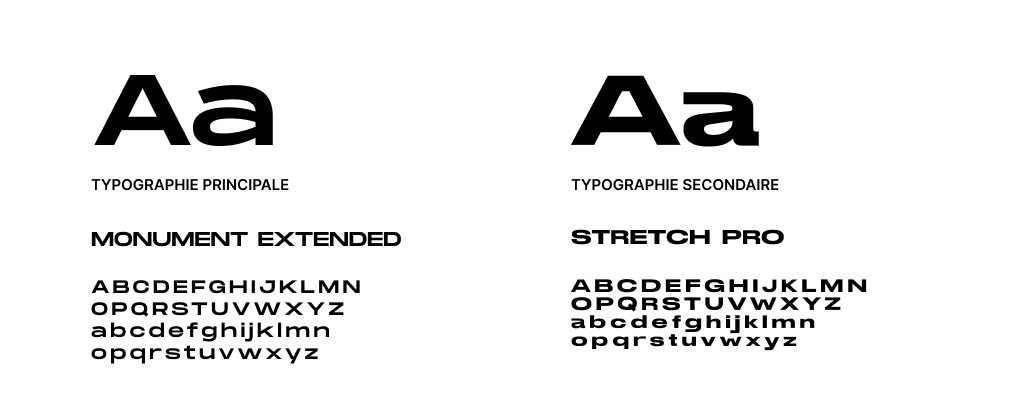 Aa
TYPOGRAPHIE PRINCIPALE
MONUMENT EXTENDED
ABCDEFGHIJKLMN
OPQRSTUVWXYZ
abcdefghijklmn
opqrstuvwxyz
Aa
TYPOGRAPHIE SECONDAIRE
STRETCH PRO
ABCDEFGHIJKLMN
OPQRSTUVWXYZ
abcdefghijklmn
opqrstuvwxyz